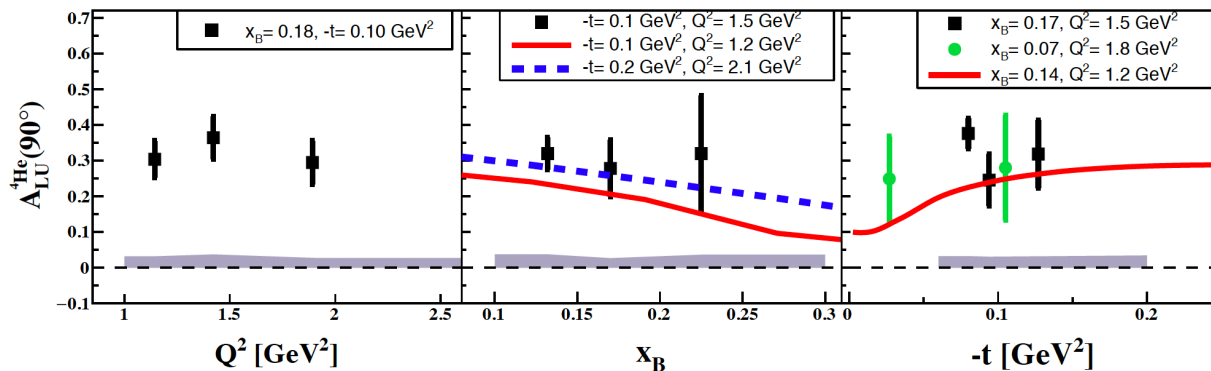 A_LU^4He(90°)
0.7
0.6
0.5
0.4
0.3
0.2
0.1
0
−0.1
x_B= 0.18, -t= 0.10 GeV²
1
1.5
2
2.5
Q² [GeV²]
-t= 0.1 GeV², Q²= 1.5 GeV²
-t= 0.1 GeV², Q²= 1.2 GeV²
-t= 0.2 GeV², Q²= 2.1 GeV²
0.1
0.15
0.2
0.25
0.3
x_B
x_B= 0.17, Q²= 1.5 GeV²
x_B= 0.07, Q²= 1.8 GeV²
x_B= 0.14, Q²= 1.2 GeV²
0
0.1
0.2
-t [GeV²]